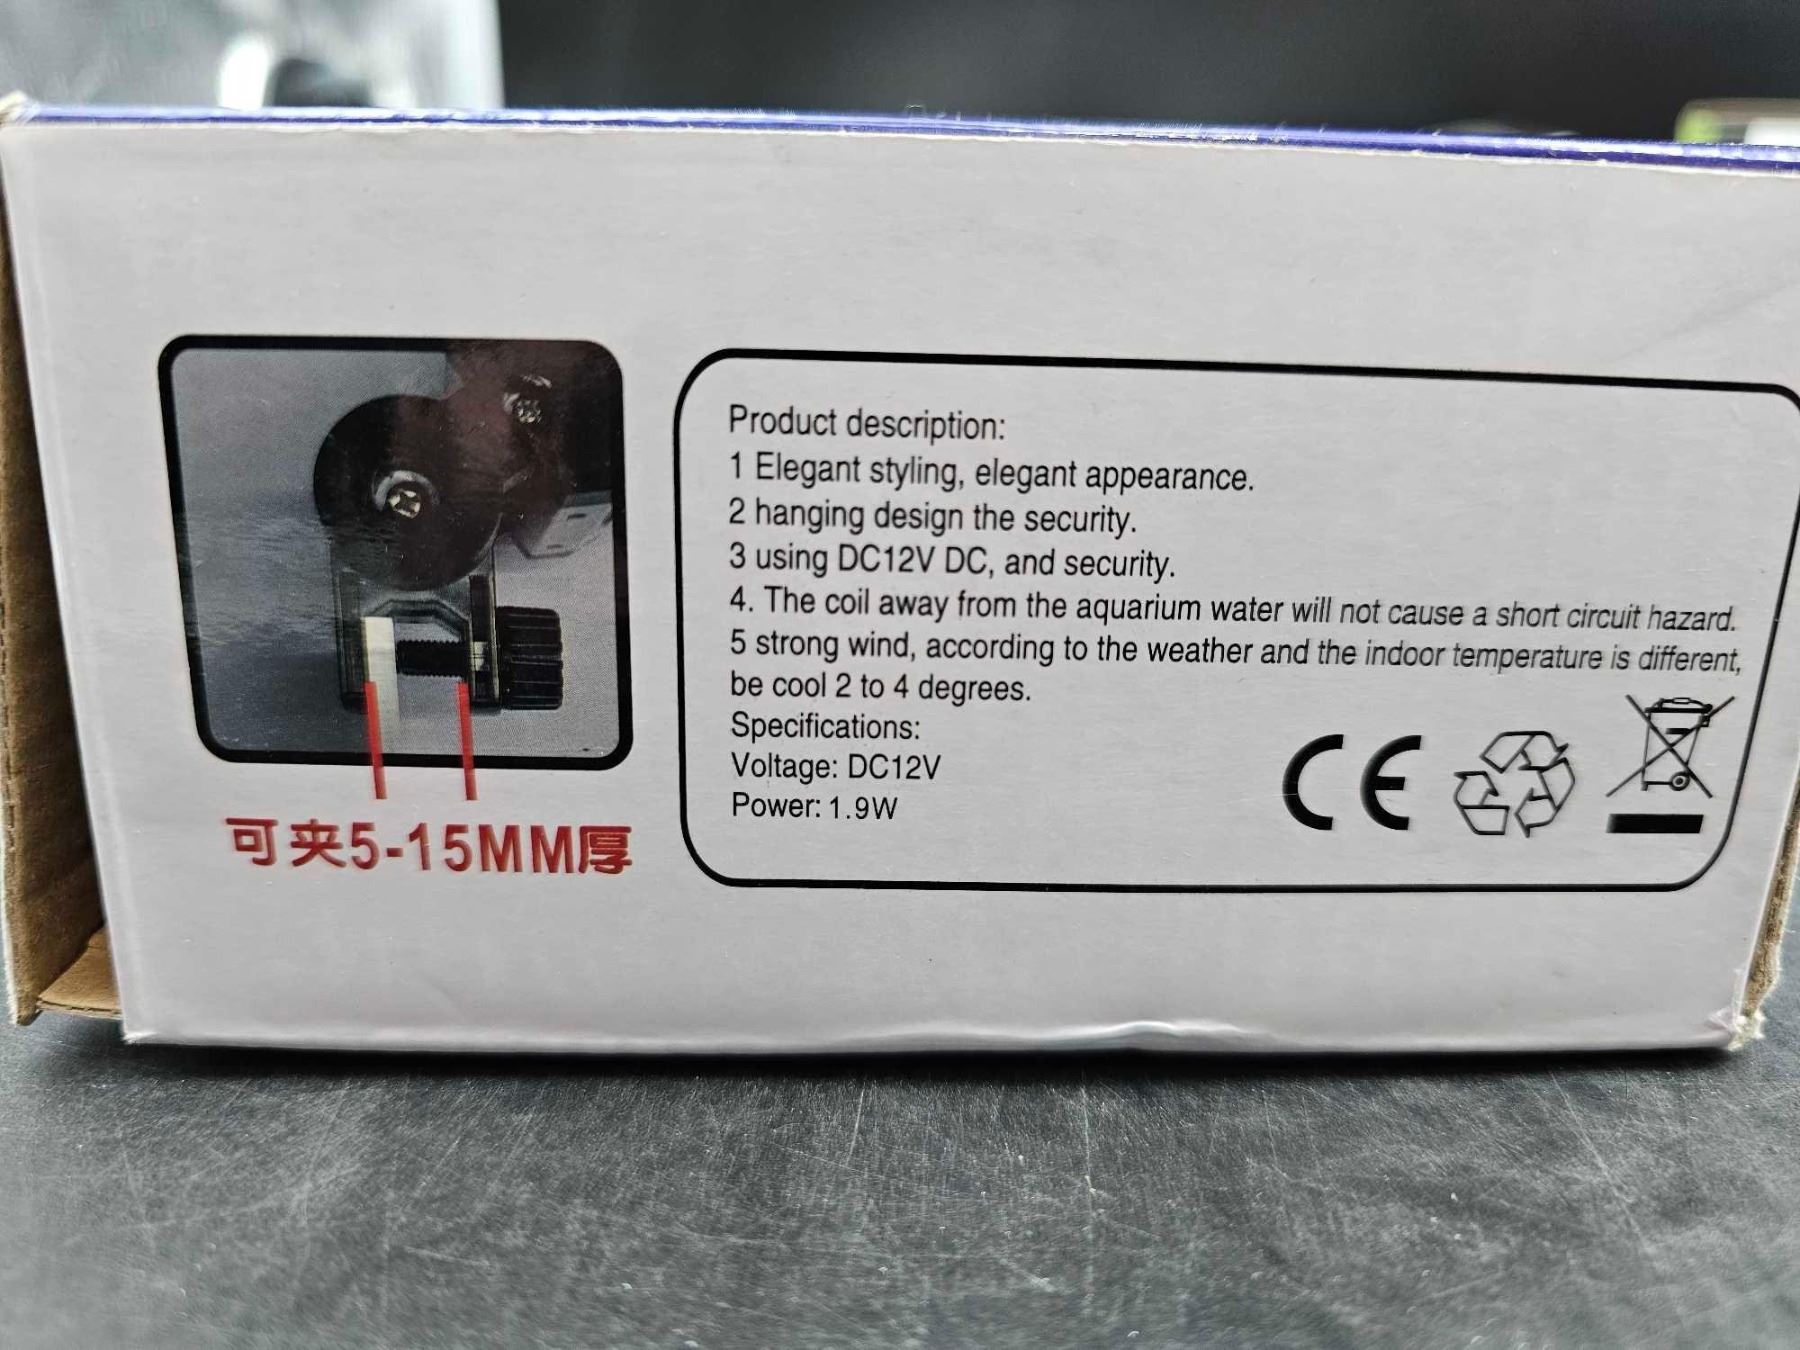 Product description:
1 Elegant styling, elegant appearance.
2 hanging design the security.
3 using DC12V DC, and security.
4. The coil away from the aquarium water will not cause a short circuit hazard.
5 strong wind, according to the weather and the indoor temperature is different,
be cool 2 to 4 degrees.
Specifications:
Voltage: DC12V
Power: 1.9W
CE
可夹5-15MM厚